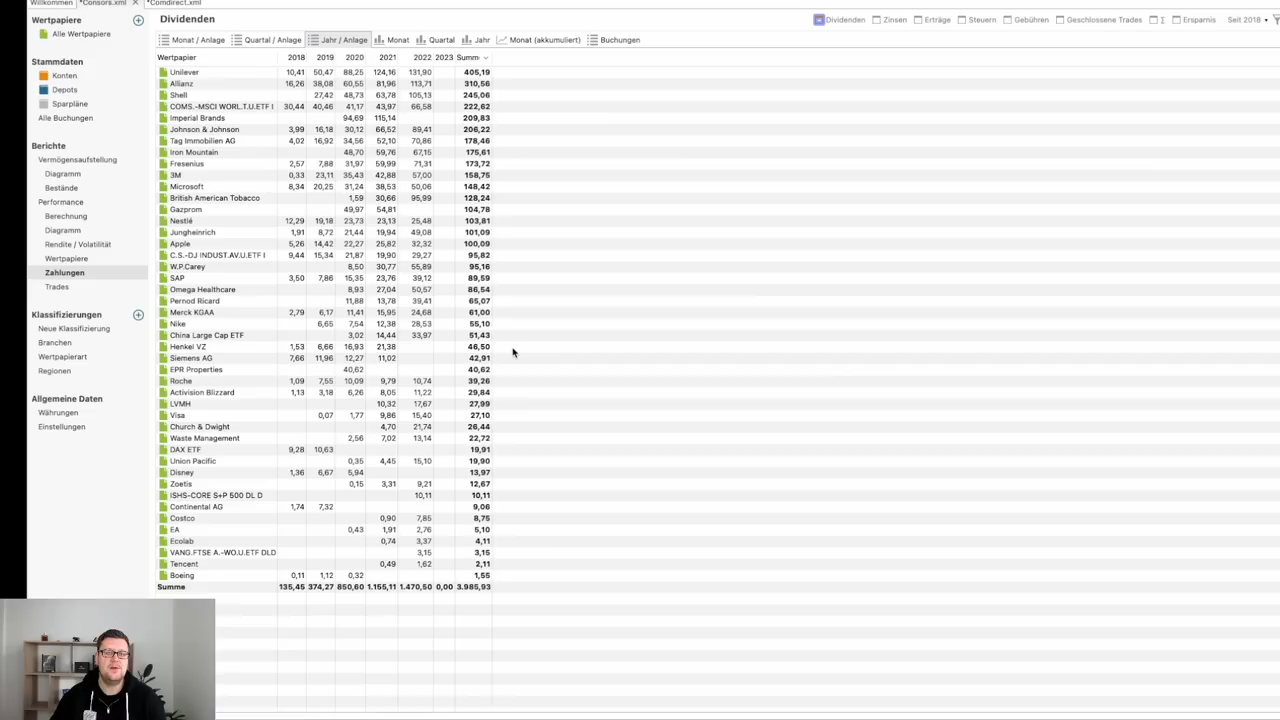 Willkommen *Consors.xml × *Comdirect.xml
Wertpapiere
Alle Wertpapiere
Stammdaten
Konten
Depots
Sparpläne
Alle Buchungen
Berichte
Vermögensaufstellung
Diagramm
Bestände
Performance
Berechnung
Diagramm
Rendite / Volatilität
Wertpapiere
Zahlungen
Trades
Klassifizierungen
Neue Klassifizierung
Branchen
Wertpapierart
Regionen
Allgemeine Daten
Währungen
Einstellungen
Dividenden
Dividenden Zinsen Erträge Steuern Gebühren Geschlossene Trades Σ Ersparnis Seit 2018
Monat / Anlage Quartal / Anlage Jahr / Anlage Monat Quartal Jahr Monat (akkumuliert) Buchungen
Wertpapier 2018 2019 2020 2021 2022 2023 Summ
Unilever 10,41 50,47 88,25 124,16 131,90 405,19
Allianz 16,26 38,08 60,55 81,96 113,71 310,56
Shell 27,42 48,73 63,78 105,13 245,06
COMS.-MSCI WORL.T.U.ETF I 30,44 40,46 41,17 43,97 66,58 222,62
Imperial Brands 94,69 115,14 209,83
Johnson & Johnson 3,99 16,18 30,12 66,52 89,41 206,22
Tag Immobilien AG 4,02 16,92 34,56 52,10 70,86 178,46
Iron Mountain 48,70 59,76 67,15 175,61
Fresenius 2,57 7,88 31,97 59,99 71,31 173,72
3M 0,33 23,11 35,43 42,88 57,00 158,75
Microsoft 8,34 20,25 31,24 38,53 50,06 148,42
British American Tobacco 1,59 30,66 95,99 128,24
Gazprom 49,97 54,81 104,78
Nestlé 12,29 19,18 23,73 23,13 25,48 103,81
Jungheinrich 1,91 8,72 21,44 19,94 49,08 101,09
Apple 5,26 14,42 22,27 25,82 32,32 100,09
C.S.-DJ INDUST.AV.U.ETF I 9,44 15,34 21,87 19,90 29,27 95,82
W.P.Carey 8,50 30,77 55,89 95,16
SAP 3,50 7,86 15,35 23,76 39,12 89,59
Omega Healthcare 8,93 27,04 50,57 86,54
Pernod Ricard 11,88 13,78 39,41 65,07
Merck KGAA 2,79 6,17 11,41 15,95 24,68 61,00
Nike 6,65 7,54 12,38 28,53 55,10
China Large Cap ETF 3,02 14,44 33,97 51,43
Henkel VZ 1,53 6,66 16,93 21,38 46,50
Siemens AG 7,66 11,96 12,27 11,02 42,91
EPR Properties 40,62 40,62
Roche 1,09 7,55 10,09 9,79 10,74 39,26
Activision Blizzard 1,13 3,18 6,26 8,05 11,22 29,84
LVMH 10,32 17,67 27,99
Visa 0,07 1,77 9,86 15,40 27,10
Church & Dwight 4,70 21,74 26,44
Waste Management 2,56 7,02 13,14 22,72
DAX ETF 9,28 10,63 19,91
Union Pacific 0,35 4,45 15,10 19,90
Disney 1,36 6,67 5,94 13,97
Zoetis 0,15 3,31 9,21 12,67
ISHS-CORE S+P 500 DL D 10,11 10,11
Continental AG 1,74 7,32 9,06
Costco 0,90 7,85 8,75
EA 0,43 1,91 2,76 5,10
Ecolab 0,74 3,37 4,11
VANG.FTSE A.-WO.U.ETF DLD 3,15 3,15
Tencent 0,49 1,62 2,11
Boeing 0,11 1,12 0,32 1,55
Summe 135,45 374,27 850,60 1.155,11 1.470,50 0,00 3.985,93